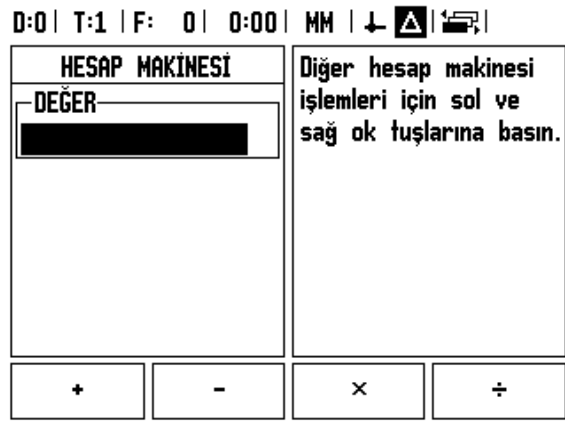 D:0 | T:1 | F: 0 | 0:00 | MM
HESAP MAKİNESİ
DEĞER
Diğer hesap makinesi
işlemleri için sol ve
sağ ok tuşlarına basın.
+ - × ÷